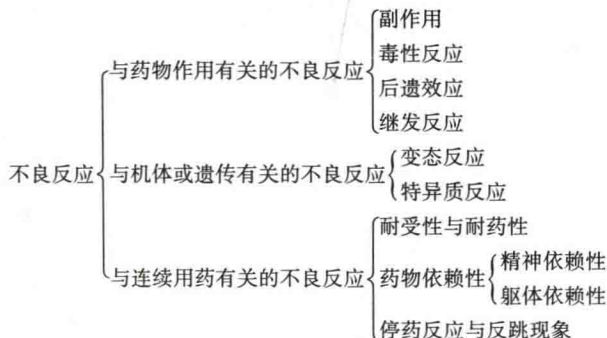 不良反应
与药物作用有关的不良反应
副作用
毒性反应
后遗效应
继发反应
与机体或遗传有关的不良反应
变态反应
特异质反应
与连续用药有关的不良反应
耐受性与耐药性
药物依赖性
精神依赖性
躯体依赖性
停药反应与反跳现象